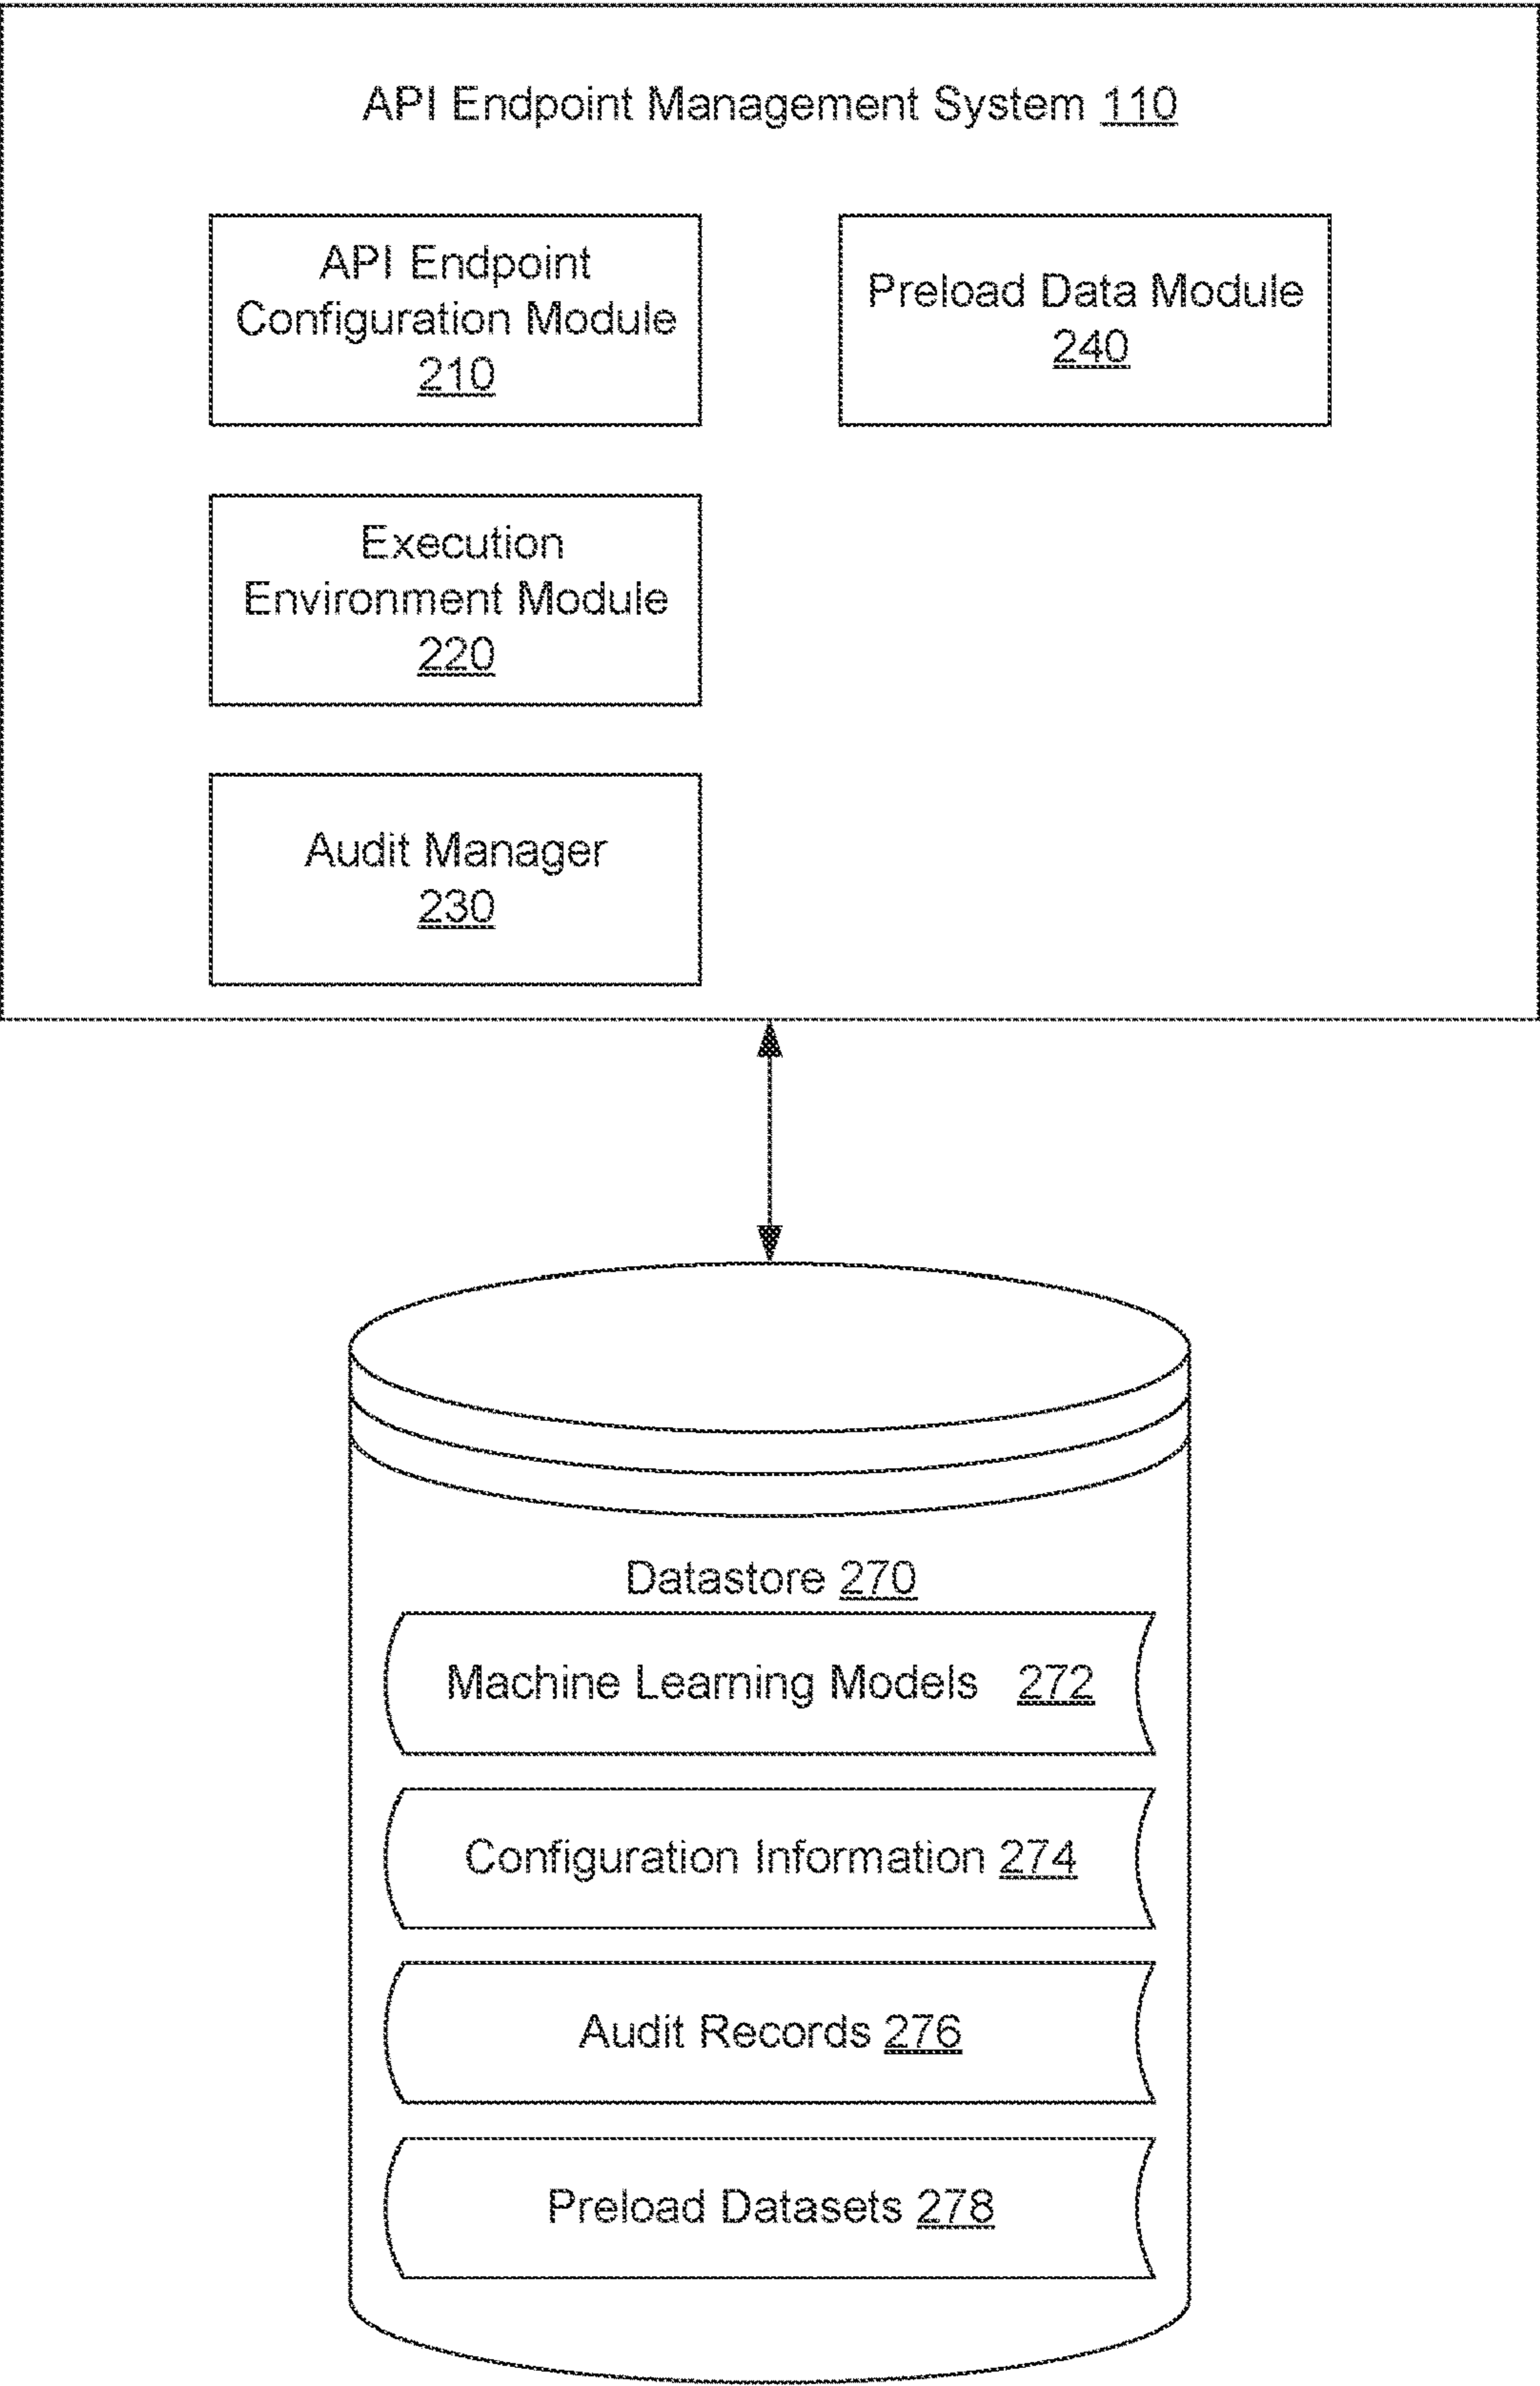 API Endpoint Management System 110
API Endpoint
Configuration Module
210
Preload Data Module
240
Execution
Environment Module
220
Audit Manager
230
Datastore 270
Machine Learning Models 272
Configuration Information 274
Audit Records 276
Preload Datasets 278